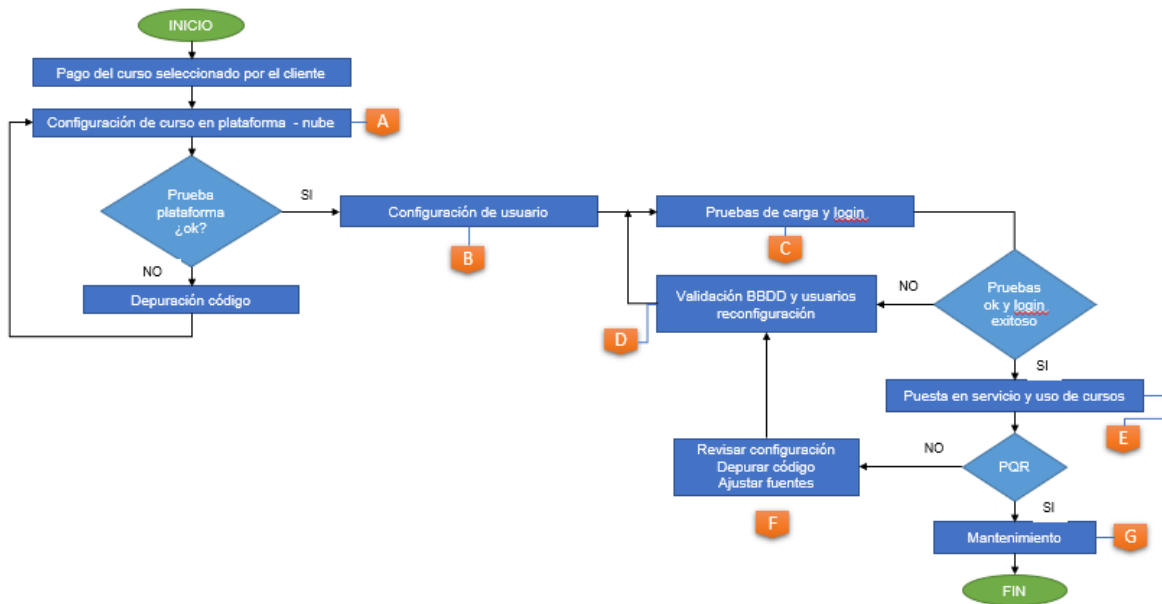 INICIO
Pago del curso seleccionado por el cliente
Configuración de curso en plataforma - nube
A
Prueba
plataforma
¿ok?
SI
NO
Depuración código
Configuración de usuario
B
Pruebas de carga y login
C
Pruebas
ok y login
exitoso
NO
Validación BBDD y usuarios
reconfiguración
D
SI
Puesta en servicio y uso de cursos
E
PQR
NO
Revisar configuración
Depurar código
Ajustar fuentes
F
SI
Mantenimiento
G
FIN